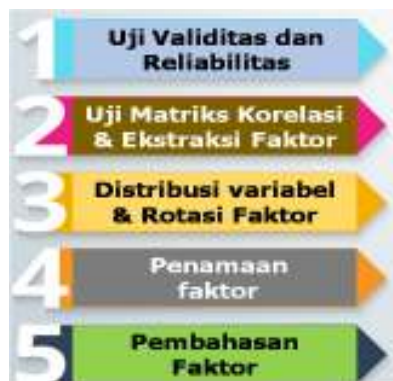 1
Uji Validitas dan
Reliabilitas
2
Uji Matriks Korelasi
& Ekstraksi Faktor
3
Distribusi variabel
& Rotasi Faktor
4
Penamaan
faktor
5
Pembahasan
Faktor